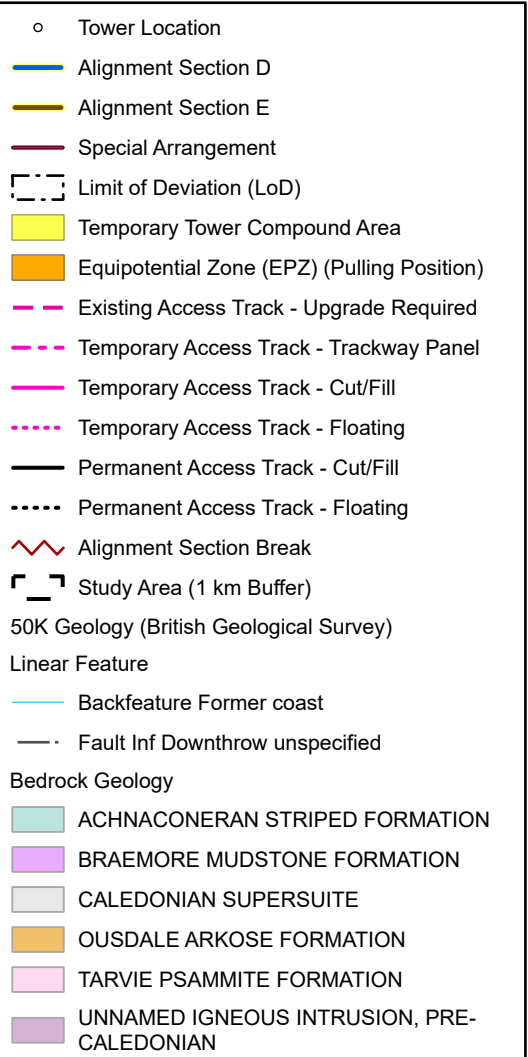 Tower Location
Alignment Section D
Alignment Section E
Special Arrangement
Limit of Deviation (LoD)
Temporary Tower Compound Area
Equipotential Zone (EPZ) (Pulling Position)
Existing Access Track - Upgrade Required
Temporary Access Track - Trackway Panel
Temporary Access Track - Cut/Fill
Temporary Access Track - Floating
Permanent Access Track - Cut/Fill
Permanent Access Track - Floating
Alignment Section Break
Study Area (1 km Buffer)
50K Geology (British Geological Survey)
Linear Feature
Backfeature Former coast
Fault Inf Downthrow unspecified
Bedrock Geology
ACHNACONERAN STRIPED FORMATION
BRAEMORE MUDSTONE FORMATION
CALEDONIAN SUPERSUITE
OUSDALE ARKOSE FORMATION
TARVIE PSAMMITE FORMATION
UNNAMED IGNEOUS INTRUSION, PRE-
CALEDONIAN